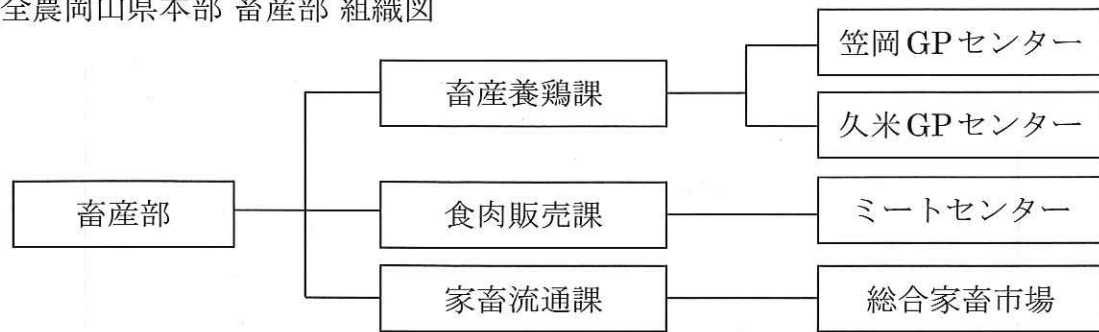 全農岡山県本部 畜産部 組織図
笠岡GPセンター
畜産養鶏課
久米GPセンター
畜産部
食肉販売課
ミートセンター
家畜流通課
総合家畜市場